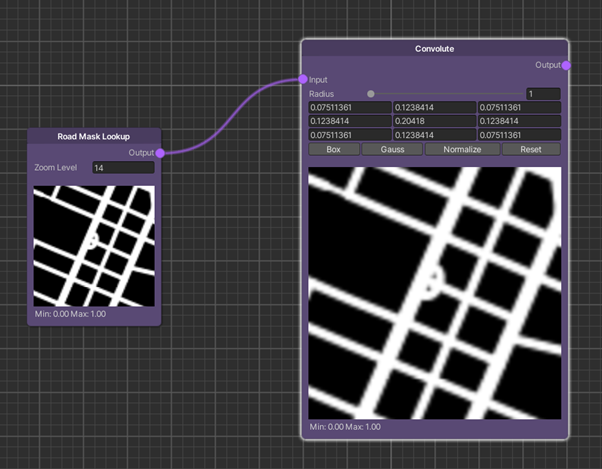 Convolute
Output
Input
Radius 1
0.07511361 0.1238414 0.07511361
0.1238414 0.20418 0.1238414
0.07511361 0.1238414 0.07511361
Box Gauss Normalize Reset
Min: 0.00 Max: 1.00
Road Mask Lookup
Output
Zoom Level 14
Min: 0.00 Max: 1.00